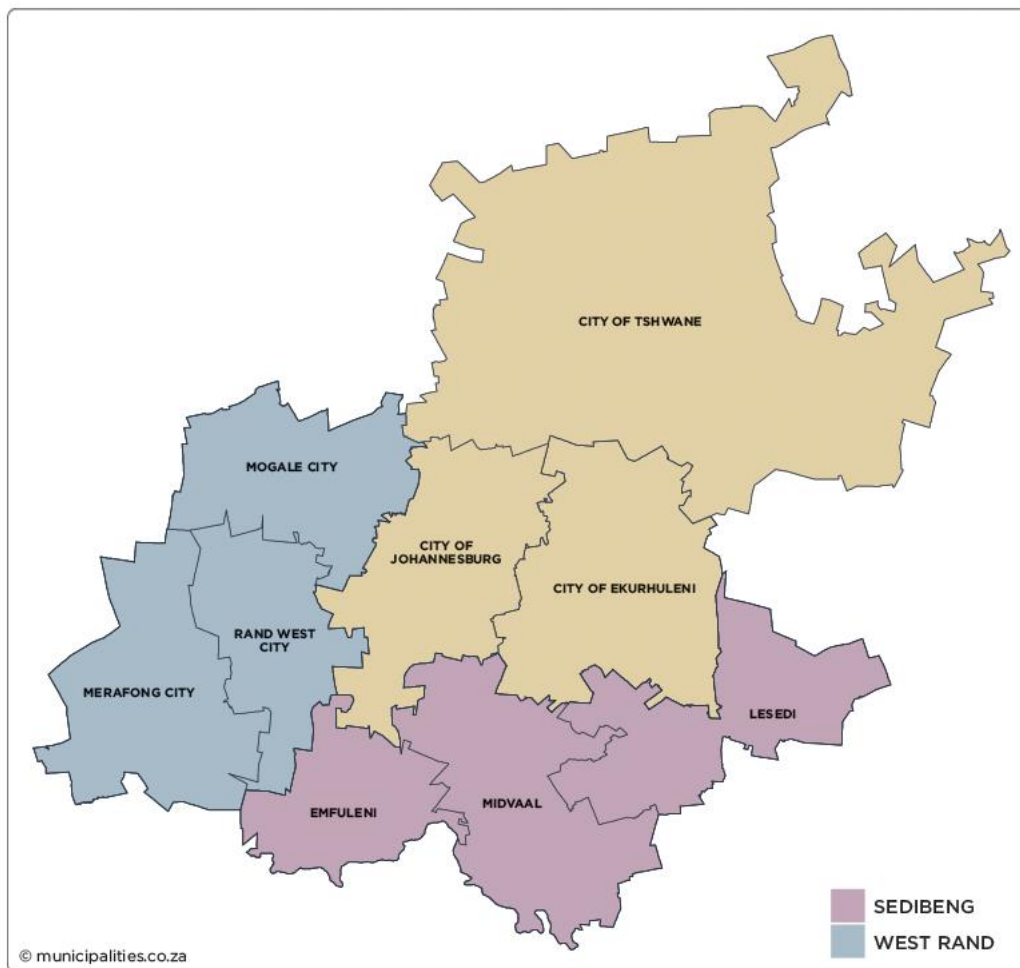 CITY OF TSHWANE
MOGALE CITY
CITY OF
JOHANNESBURG
CITY OF EKURHULENI
RAND WEST
CITY
MERAFONG CITY
LESEDI
MIDVAAL
EMFULENI
SEDIBENG
WEST RAND
© municipalities.co.za